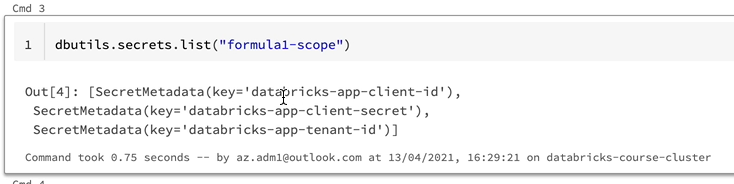 Cmd 3
1 dbutils.secrets.list("formula1-scope")
Out[4]: [SecretMetadata(key='databricks-app-client-id'),
SecretMetadata(key='databricks-app-client-secret'),
SecretMetadata(key='databricks-app-tenant-id')]
Command took 0.75 seconds -- by az.adm1@outlook.com at 13/04/2021, 16:29:21 on databricks-course-cluster
Cmd 4